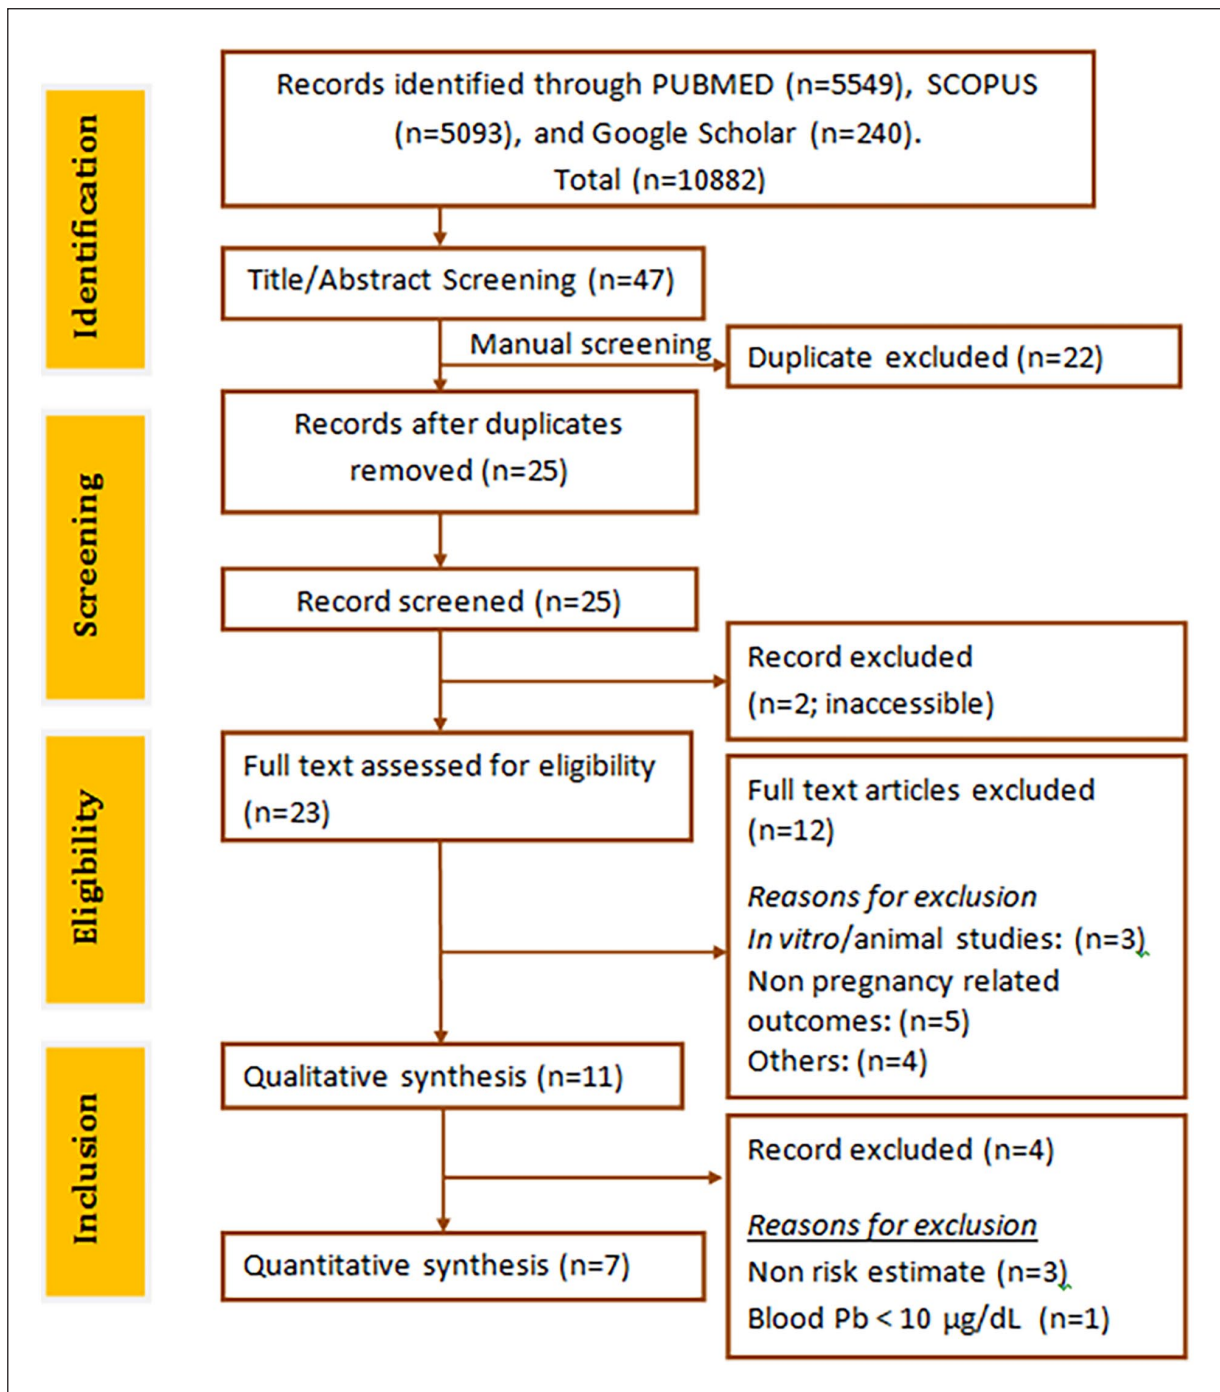 Identification
Records identified through PUBMED (n=5549), SCOPUS
(n=5093), and Google Scholar (n=240).
Total (n=10882)
Title/Abstract Screening (n=47)
Manual screening
Duplicate excluded (n=22)
Screening
Records after duplicates
removed (n=25)
Record screened (n=25)
Record excluded
(n=2; inaccessible)
Eligibility
Full text assessed for eligibility
(n=23)
Full text articles excluded
(n=12)
Reasons for exclusion
In vitro/animal studies: (n=3)
Non pregnancy related
outcomes: (n=5)
Others: (n=4)
Inclusion
Qualitative synthesis (n=11)
Record excluded (n=4)
Reasons for exclusion
Non risk estimate (n=3)
Blood Pb < 10 µg/dL (n=1)
Quantitative synthesis (n=7)